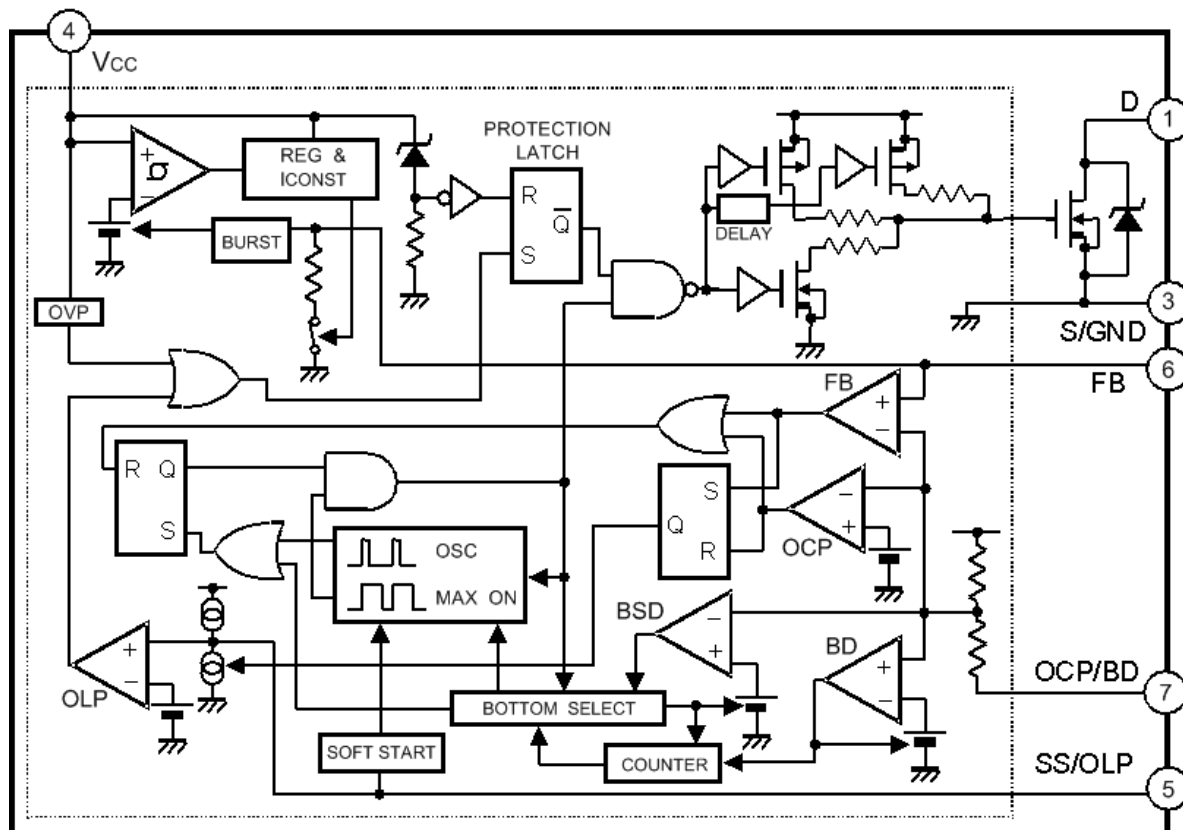 4
VCC
D
1
PROTECTION
LATCH
+
−
REG &
ICONST
R
Q
S
BURST
DELAY
OVP
3
S/GND
6
FB
FB
+
−
R Q
S
S
Q
R
−
+
OCP
OSC
MAX ON
BSD
−
+
BD
+
−
OCP/BD
7
+
−
OLP
BOTTOM SELECT
SOFT START
COUNTER
SS/OLP
5